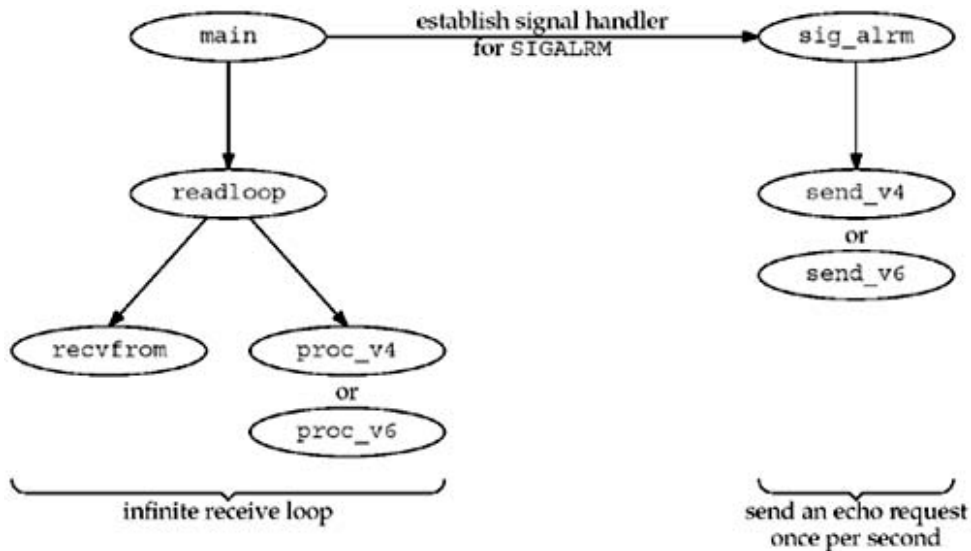 main
establish signal handler
for SIGALRM
sig_alrm
readloop
send_v4
or
send_v6
recvfrom
proc_v4
or
proc_v6
infinite receive loop
send an echo request
once per second